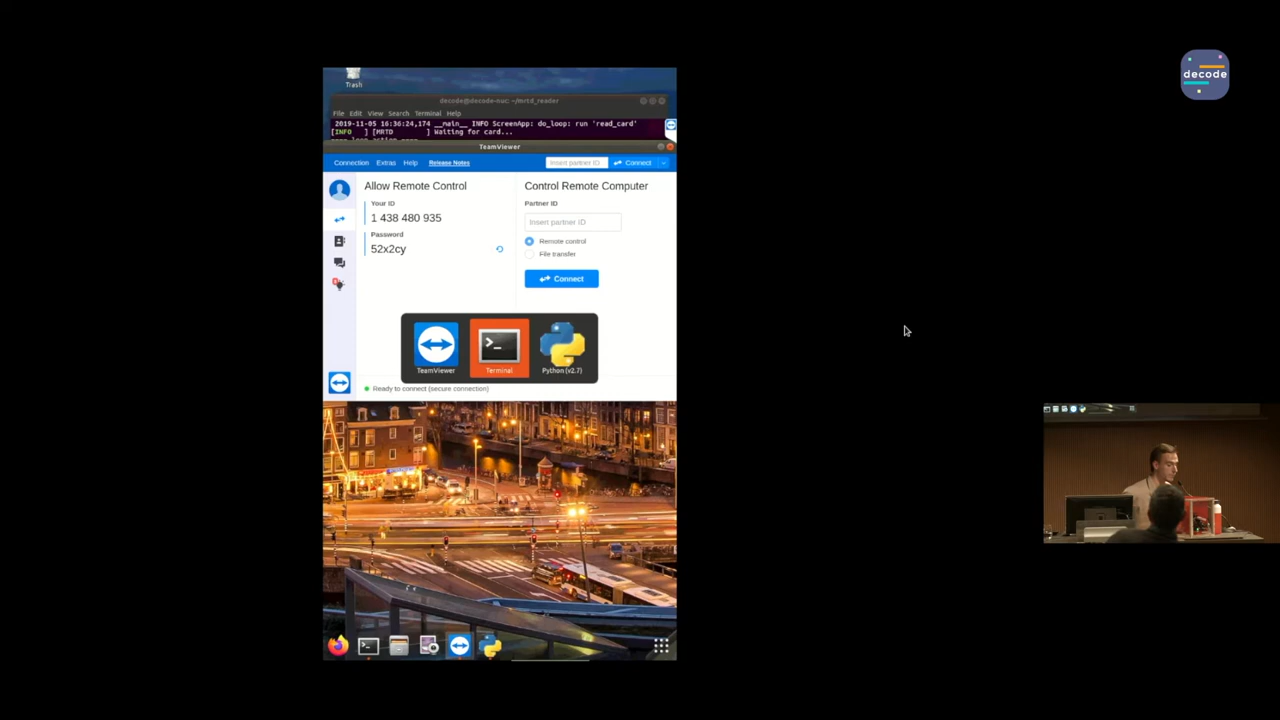 decode
Trash
decode@decode-nuc: ~/mrtd_reader
File Edit View Search Terminal Help
2019-11-05 16:36:24,174 __main__ INFO ScreenApp: do_loop: run 'read_card'
[INFO ] [MRTD ] Waiting for card...
TeamViewer
Connection Extras Help Release Notes
Insert partner ID Connect
Allow Remote Control
Your ID
1 438 480 935
Password
52x2cy
Control Remote Computer
Partner ID
Insert partner ID
Remote control
File transfer
Connect
TeamViewer Terminal Python (v2.7)
Ready to connect (secure connection)